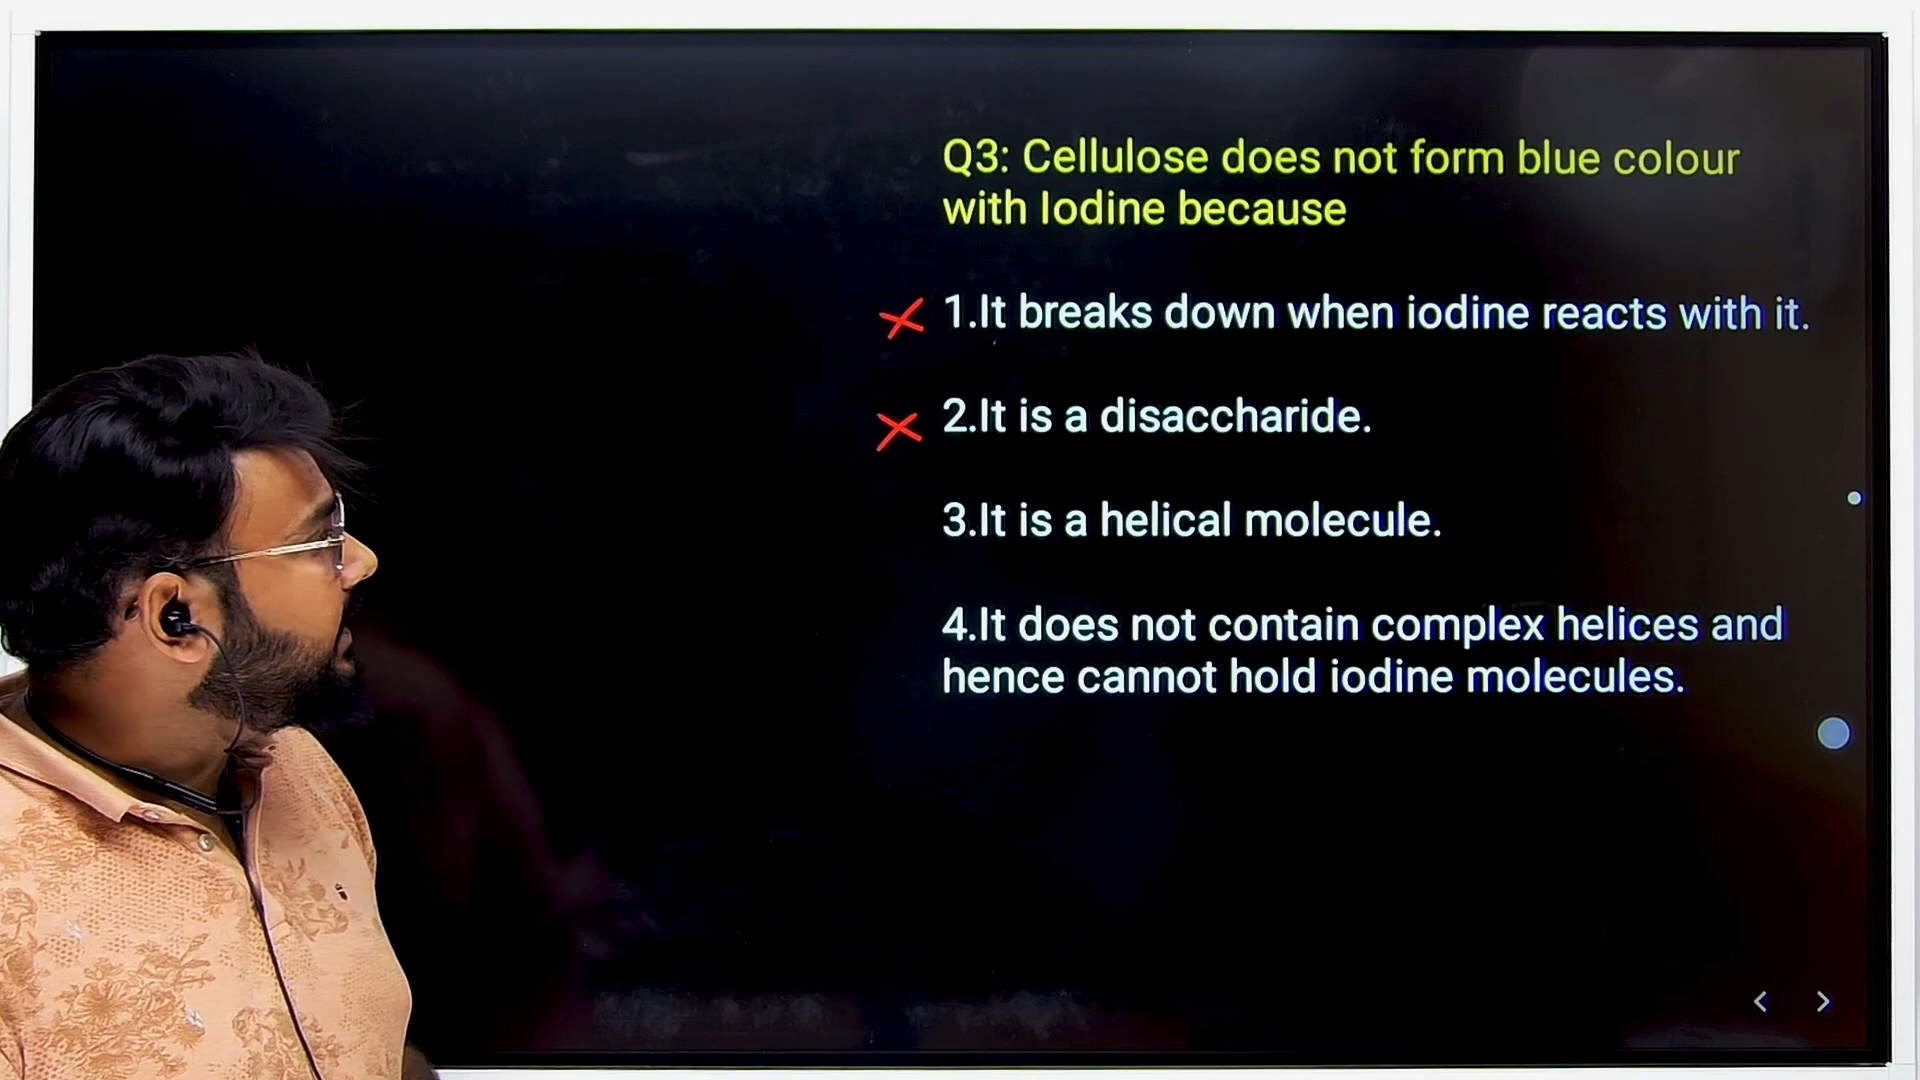 Q3: Cellulose does not form blue colour
with Iodine because
1.It breaks down when iodine reacts with it.
2.It is a disaccharide.
3.It is a helical molecule.
4.It does not contain complex helices and
hence cannot hold iodine molecules.